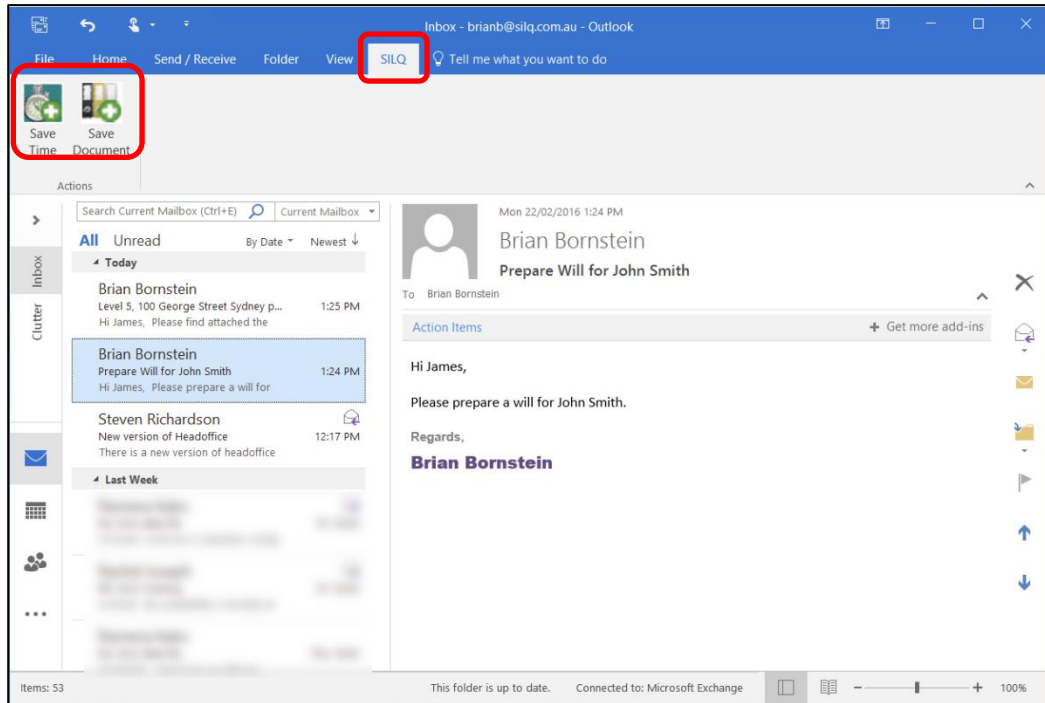 Inbox - brianb@silq.com.au - Outlook
File Home Send / Receive Folder View SILQ Tell me what you want to do
Save Time
Save Document
Actions
Search Current Mailbox (Ctrl+E) Current Mailbox
All Unread By Date Newest
Today
Brian Bornstein
Level 5, 100 George Street Sydney p... 1:25 PM
Hi James, Please find attached the
Brian Bornstein
Prepare Will for John Smith 1:24 PM
Hi James, Please prepare a will for
Steven Richardson
New version of Headoffice 12:17 PM
There is a new version of headoffice
Last Week
Inbox
Clutter
Mon 22/02/2016 1:24 PM
Brian Bornstein
Prepare Will for John Smith
To Brian Bornstein
Action Items + Get more add-ins
Hi James,
Please prepare a will for John Smith.
Regards,
Brian Bornstein
Items: 53 This folder is up to date. Connected to: Microsoft Exchange 100%